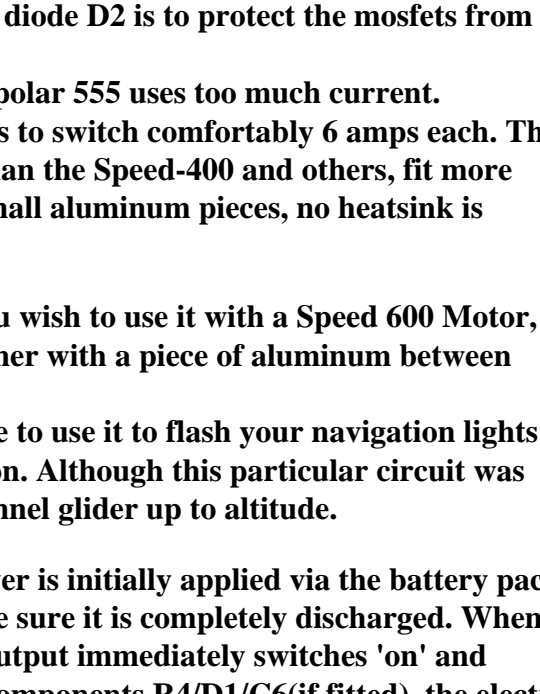 diode D2 is to protect the mosfets from
polar 555 uses too much current.
s to switch comfortably 6 amps each. Th
an the Speed-400 and others, fit more
nall aluminum pieces, no heatsink is
u wish to use it with a Speed 600 Motor,
ner with a piece of aluminum between
e to use it to flash your navigation lights
on. Although this particular circuit was
nnel glider up to altitude.
er is initially applied via the battery pac
e sure it is completely discharged. When
utput immediately switches 'on' and
omponents R4/D1/C6(if fitted), the elect